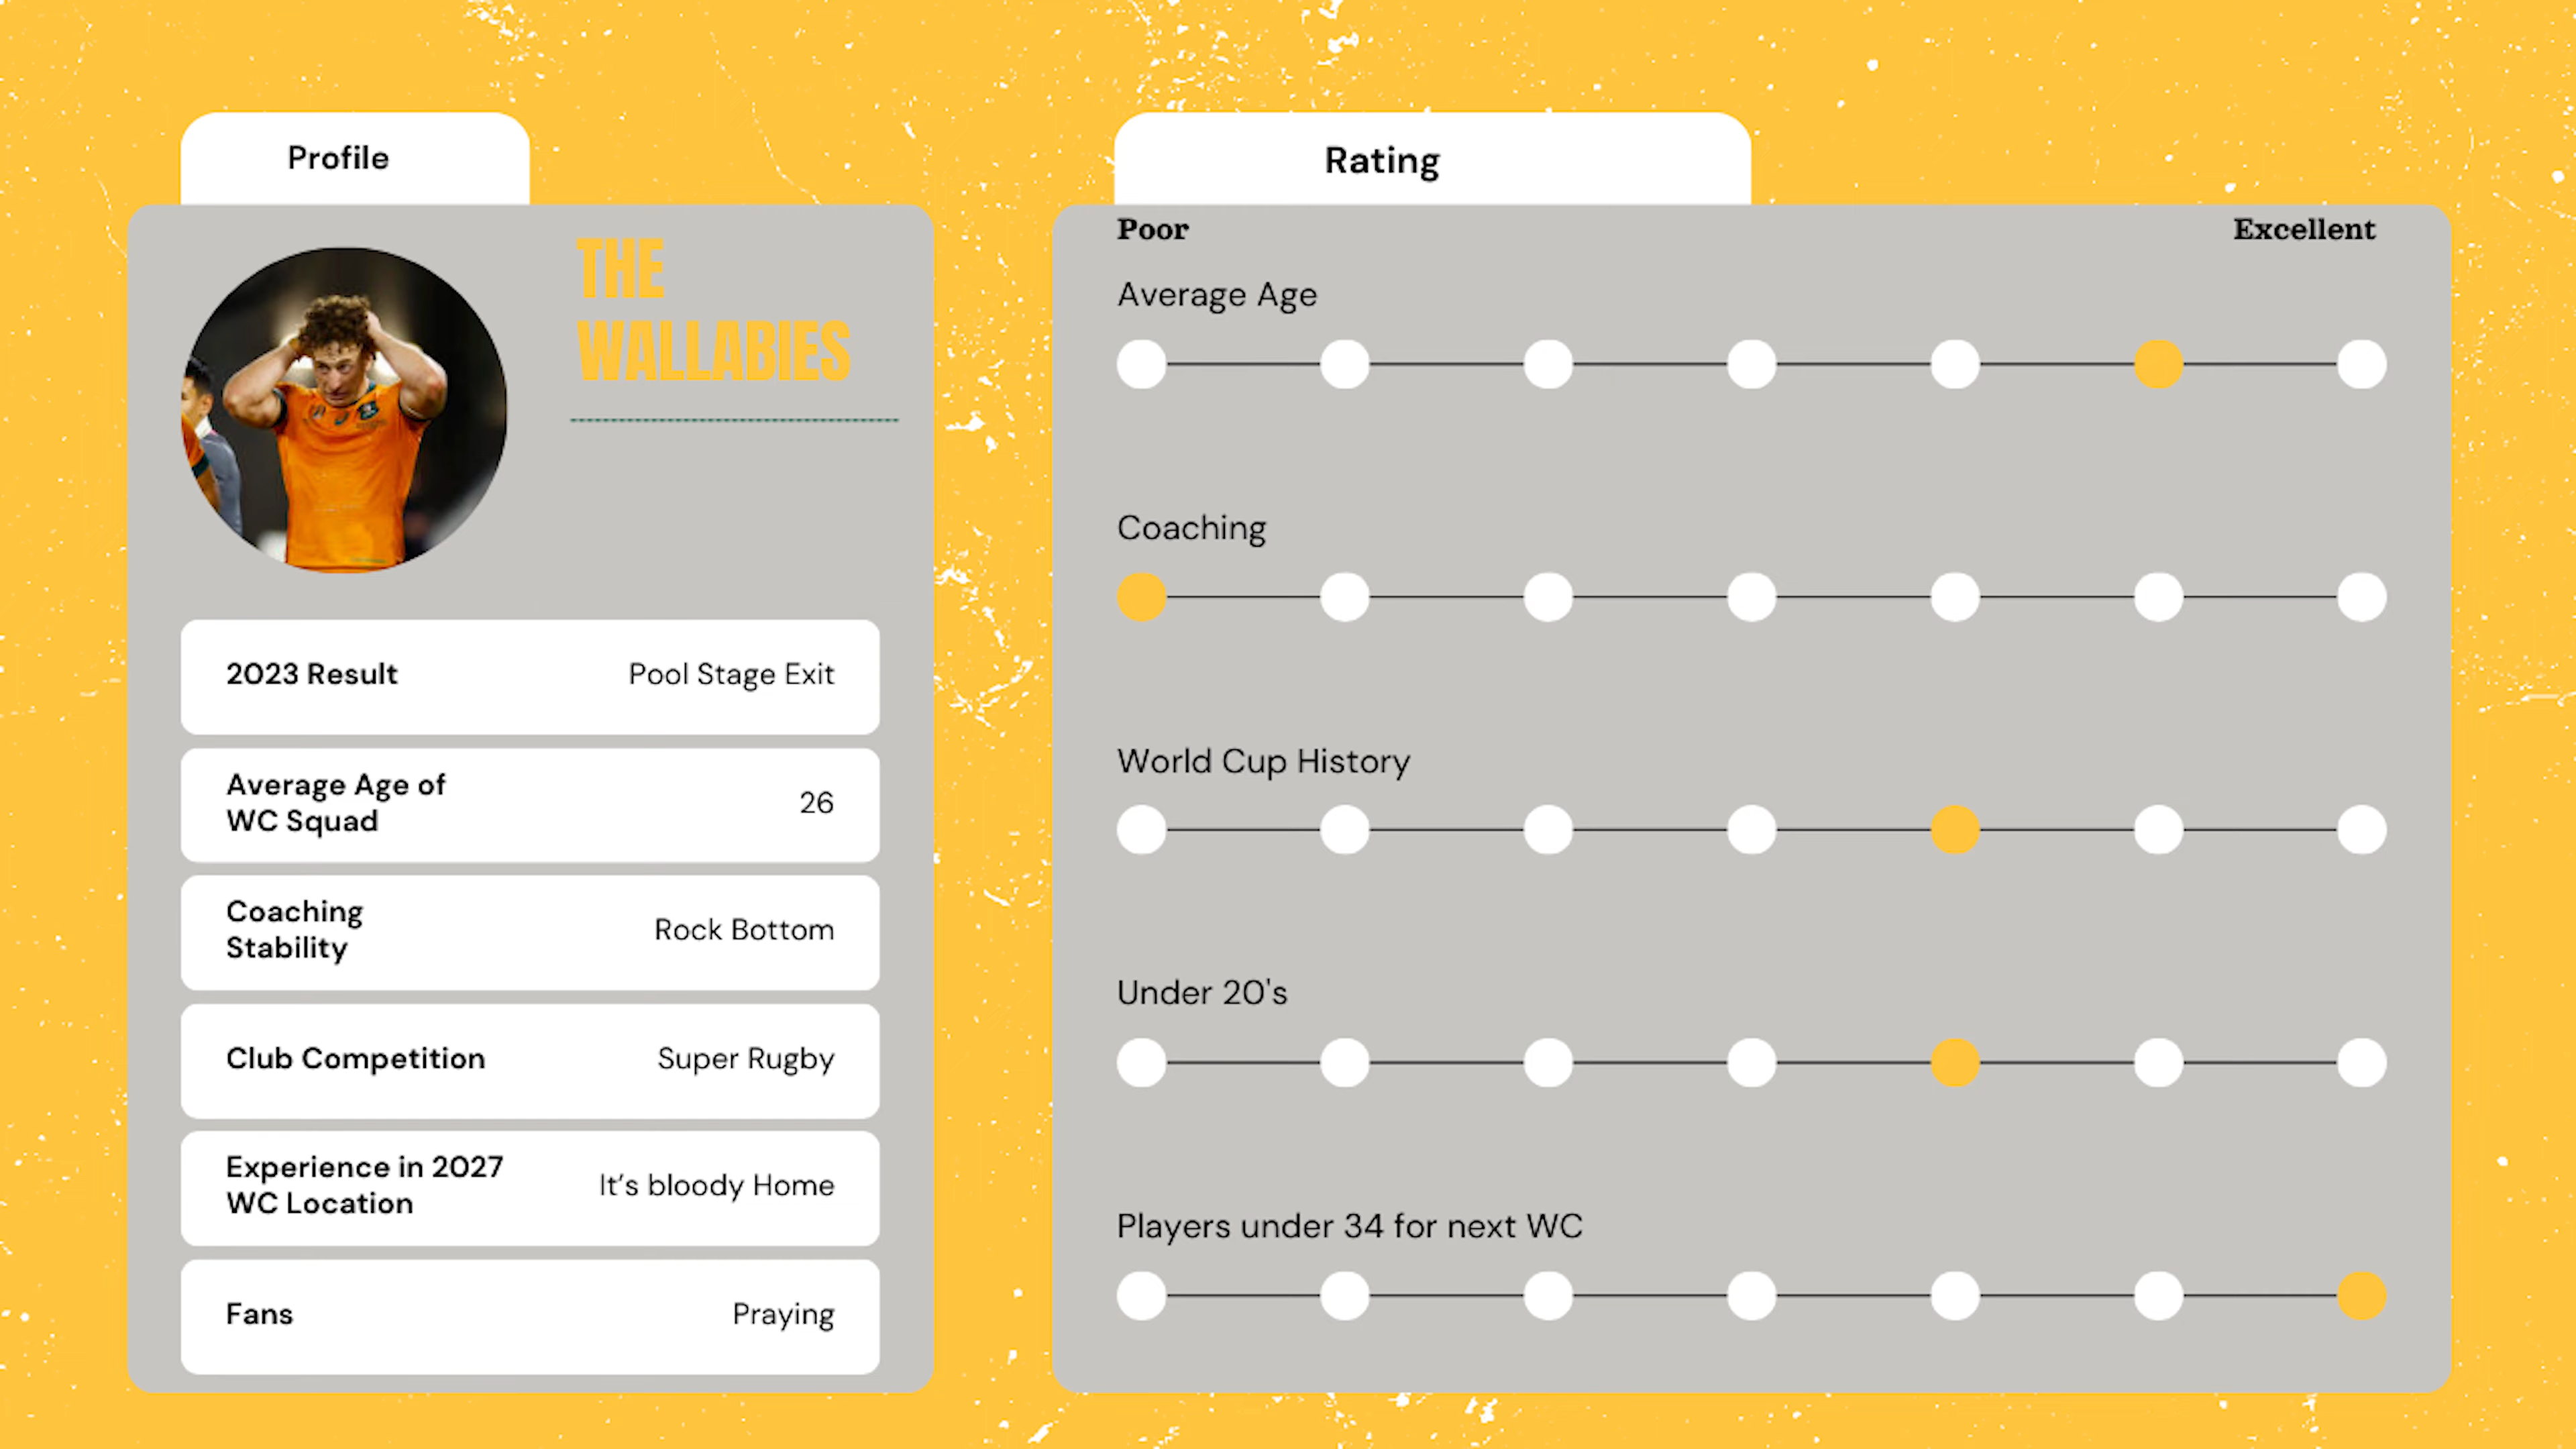 Profile
THE
WALLABIES
2023 Result
Pool Stage Exit
Average Age of
WC Squad
26
Coaching
Stability
Rock Bottom
Club Competition
Super Rugby
Experience in 2027
WC Location
It’s bloody Home
Fans
Praying
Rating
Poor
Excellent
Average Age
Coaching
World Cup History
Under 20's
Players under 34 for next WC